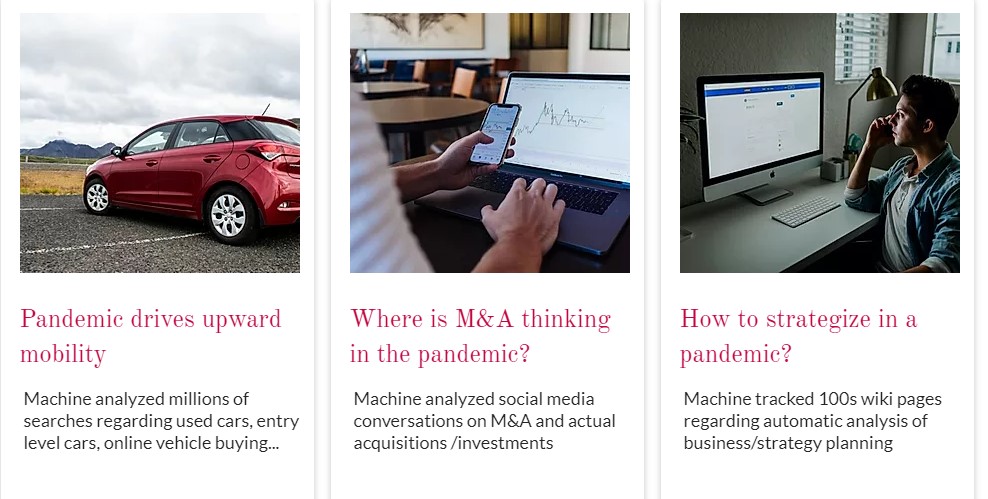 Pandemic drives upward
mobility
Machine analyzed millions of
searches regarding used cars, entry
level cars, online vehicle buying...
Where is M&A thinking
in the pandemic?
Machine analyzed social media
conversations on M&A and actual
acquisitions /investments
How to strategize in a
pandemic?
Machine tracked 100s wiki pages
regarding automatic analysis of
business/strategy planning